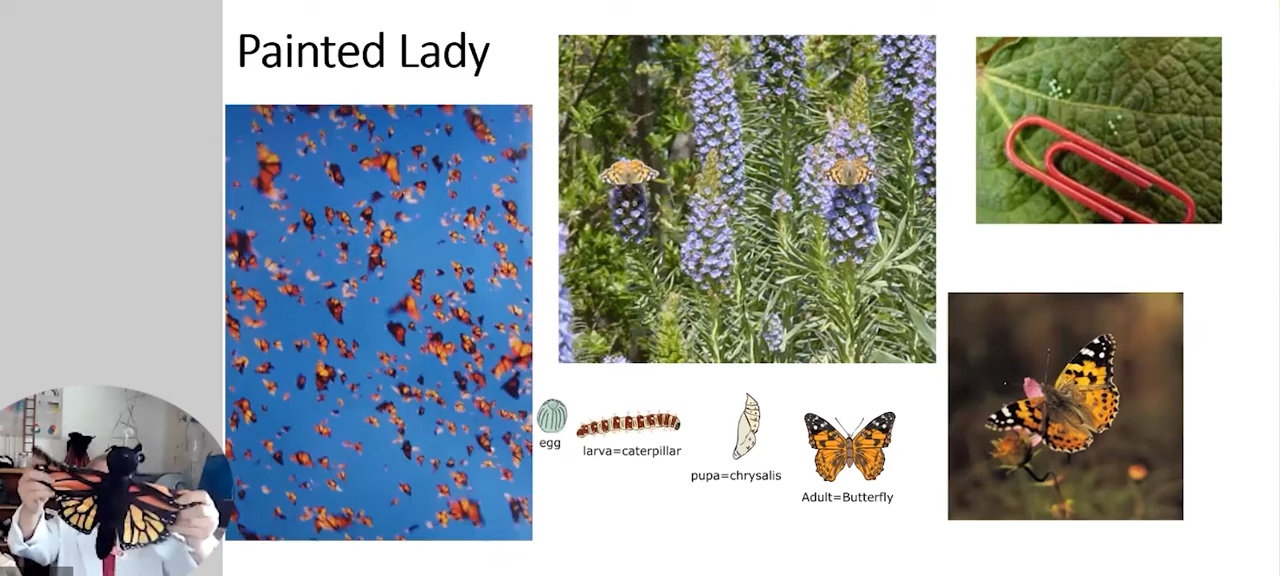 Painted Lady
egg
larva=caterpillar
pupa=chrysalis
Adult=Butterfly